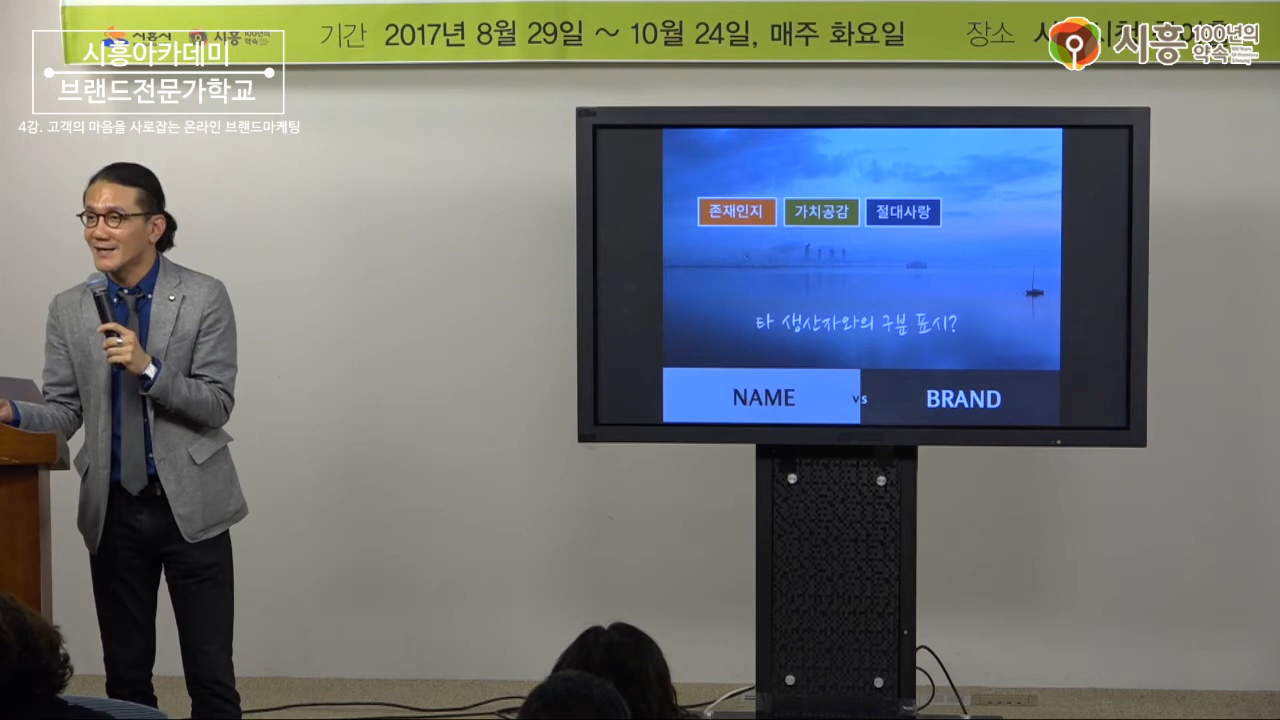 기간 2017년 8월 29일 ~ 10월 24일, 매주 화요일 장소
시흥 100년의 약속
시흥아카데미
브랜드전문가학교
4강. 고객의 마음을 사로잡는 온라인 브랜드마케팅
존재인지 가치공감 절대사랑
타 생산자와의 구분 표시?
NAME vs BRAND